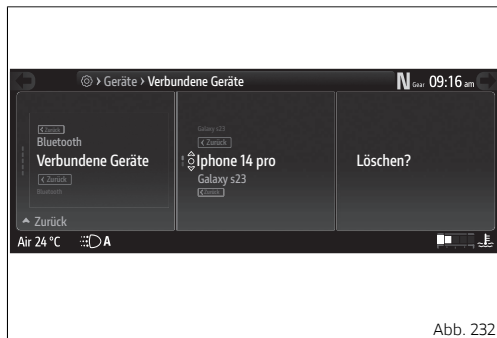 > Geräte > Verbundene Geräte
N Gear 09:16 am
Zurück
Bluetooth
Verbundene Geräte
Zurück
Bluetooth
Zurück
Galaxy s23
Zurück
Iphone 14 pro
Galaxy s23
Zurück
Löschen?
Air 24 °C
A
Abb. 232